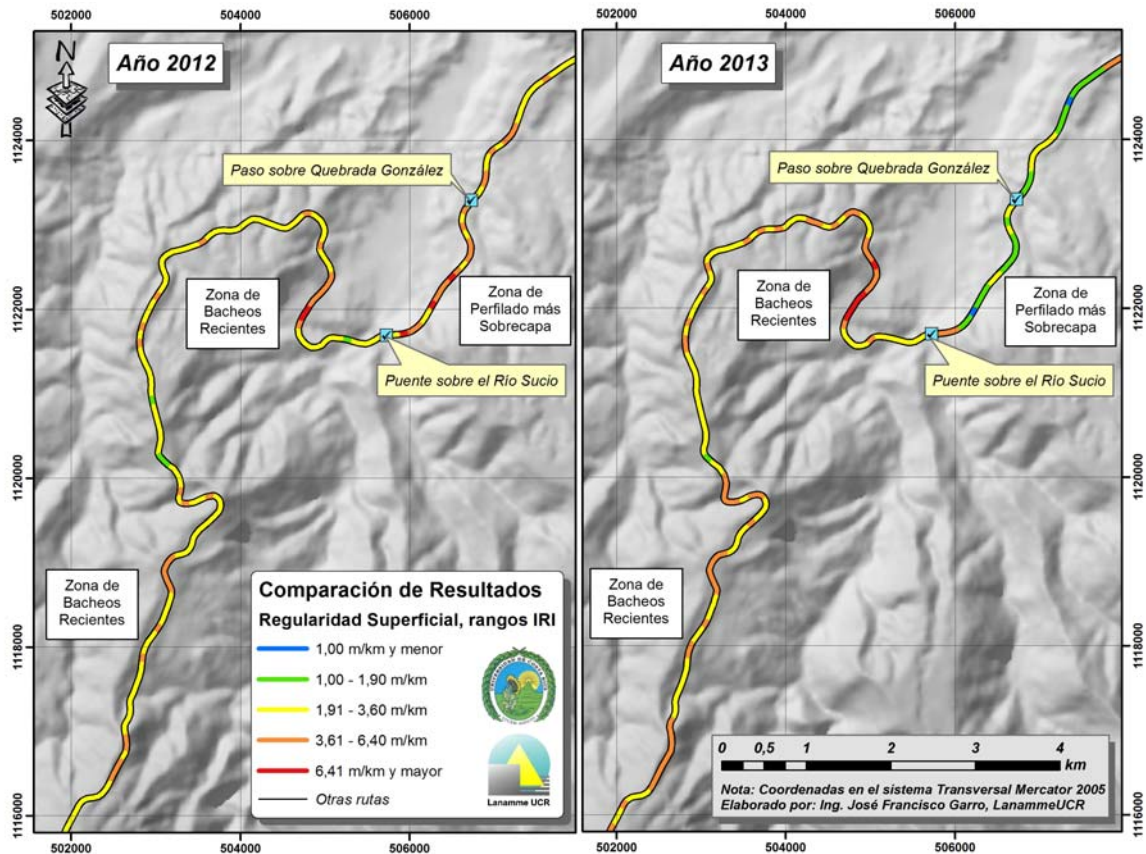 502000
504000
506000
502000
504000
506000
Año 2012
Año 2013
N
1124000
1122000
1120000
1118000
1116000
1124000
1122000
1120000
1118000
1116000
Paso sobre Quebrada González
Zona de
Bacheos
Recientes
Zona de
Perfilado más
Sobrecapa
Puente sobre el Río Sucio
Zona de
Bacheos
Recientes
Paso sobre Quebrada González
Zona de
Bacheos
Recientes
Zona de
Perfilado más
Sobrecapa
Puente sobre el Río Sucio
Zona de
Bacheos
Recientes
Comparación de Resultados
Regularidad Superficial, rangos IRI
1,00 m/km y menor
1,00 - 1,90 m/km
1,91 - 3,60 m/km
3,61 - 6,40 m/km
6,41 m/km y mayor
Otras rutas
Lanamme UCR
0 0,5 1 2 3 4
km
Nota: Coordenadas en el sistema Transversal Mercator 2005
Elaborado por: Ing. José Francisco Garro, LanammeUCR
502000
504000
506000
502000
504000
506000